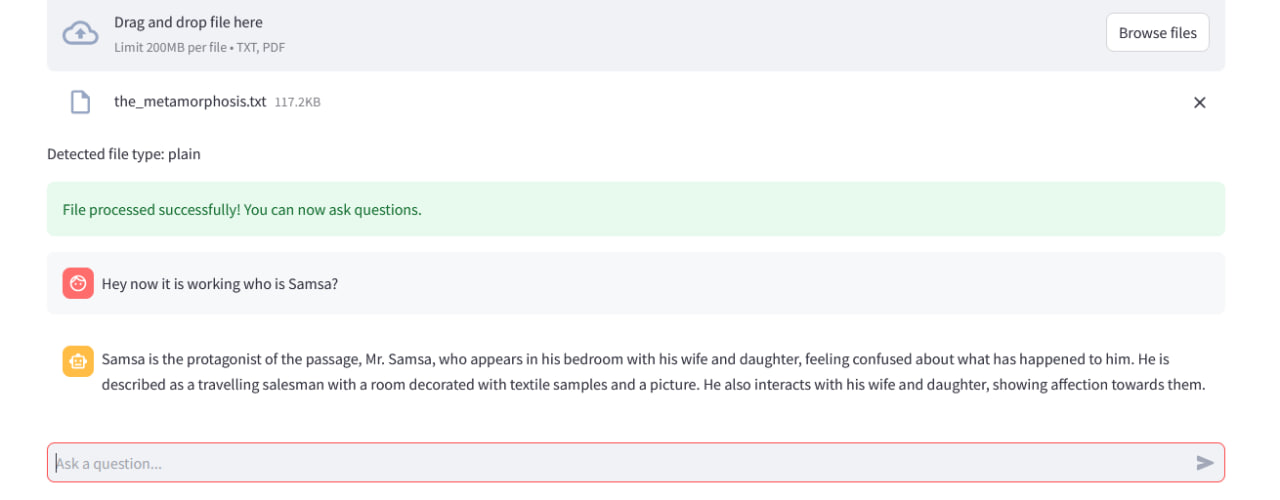 Drag and drop file here
Limit 200MB per file • TXT, PDF
Browse files
the_metamorphosis.txt 117.2KB
Detected file type: plain
File processed successfully! You can now ask questions.
Hey now it is working who is Samsa?
Samsa is the protagonist of the passage, Mr. Samsa, who appears in his bedroom with his wife and daughter, feeling confused about what has happened to him. He is
described as a travelling salesman with a room decorated with textile samples and a picture. He also interacts with his wife and daughter, showing affection towards them.
Ask a question...